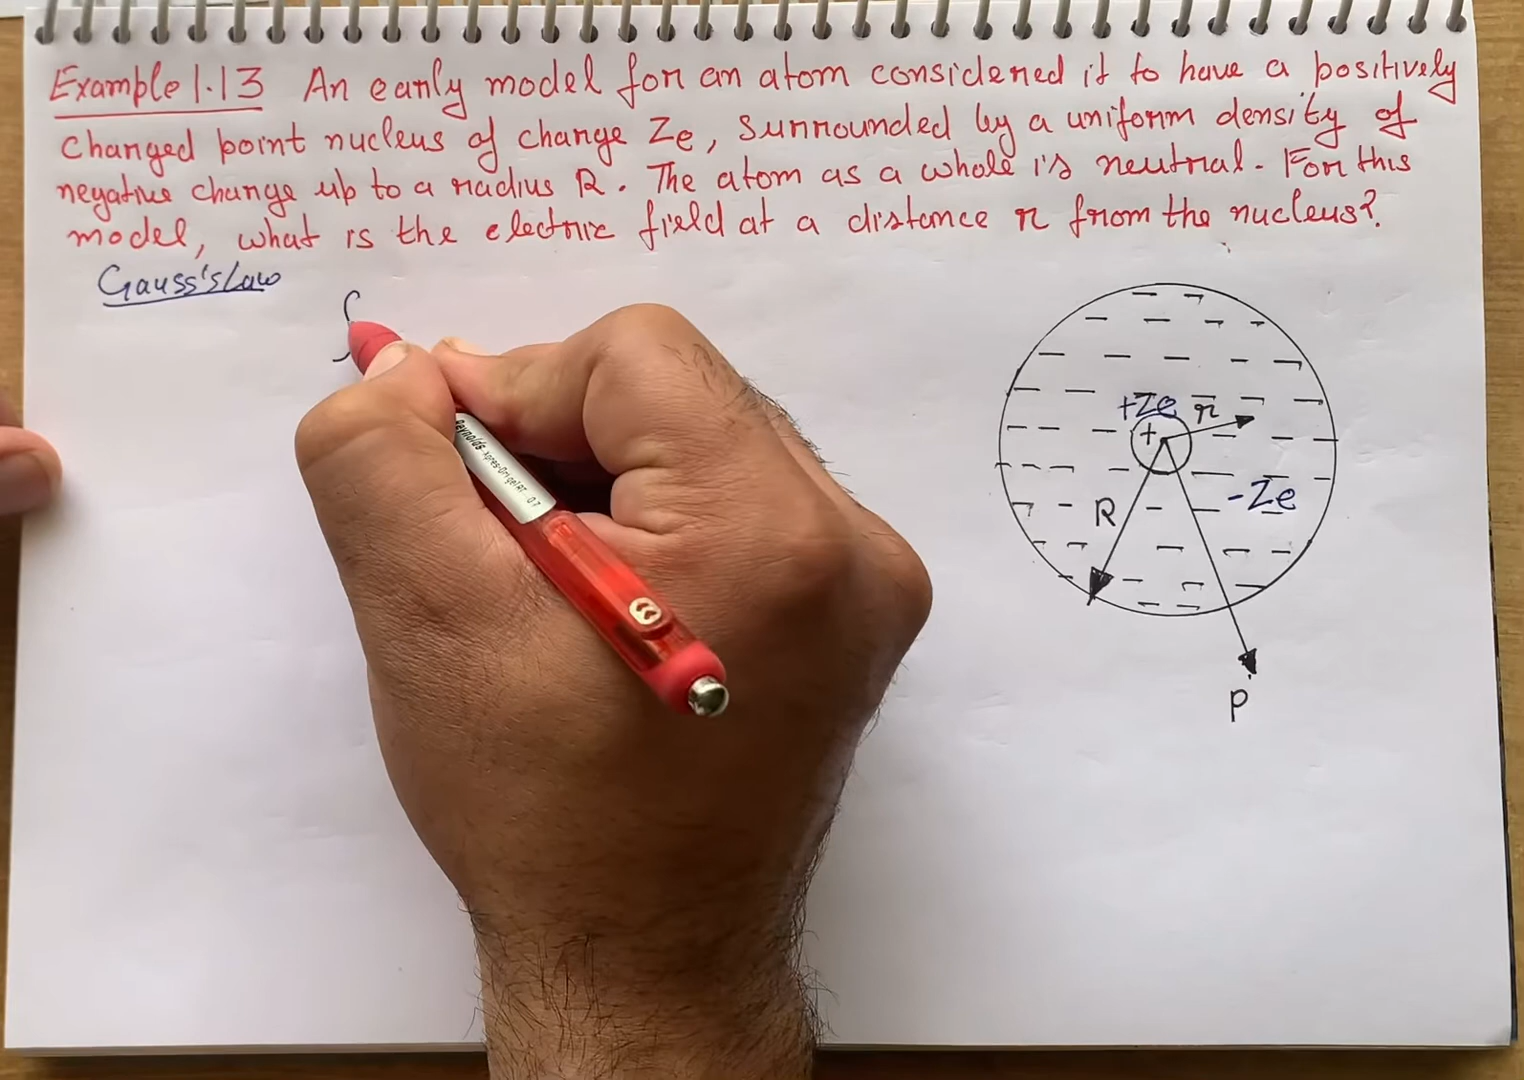 Example 1.13 An early model for an atom considered it to have a positively
charged point nucleus of charge Ze, surrounded by a uniform density of
negative charge up to a radius R. The atom as a whole is neutral. For this
model, what is the electric field at a distance r from the nucleus?
Gauss's Law
+Ze r
+
R
-Ze
P
Reynolds